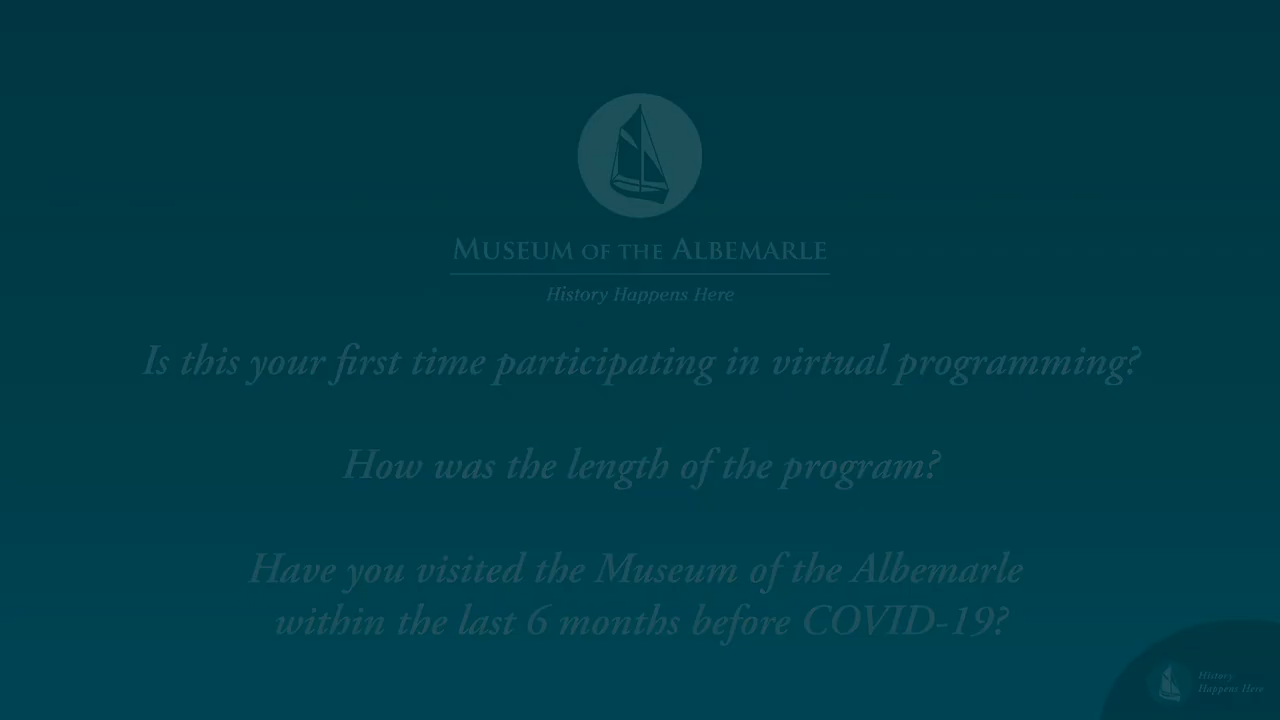 Museum of the Albemarle
History Happens Here
Is this your first time participating in virtual programming?
How was the length of the program?
Have you visited the Museum of the Albemarle
within the last 6 months before COVID-19?
History
Happens Here